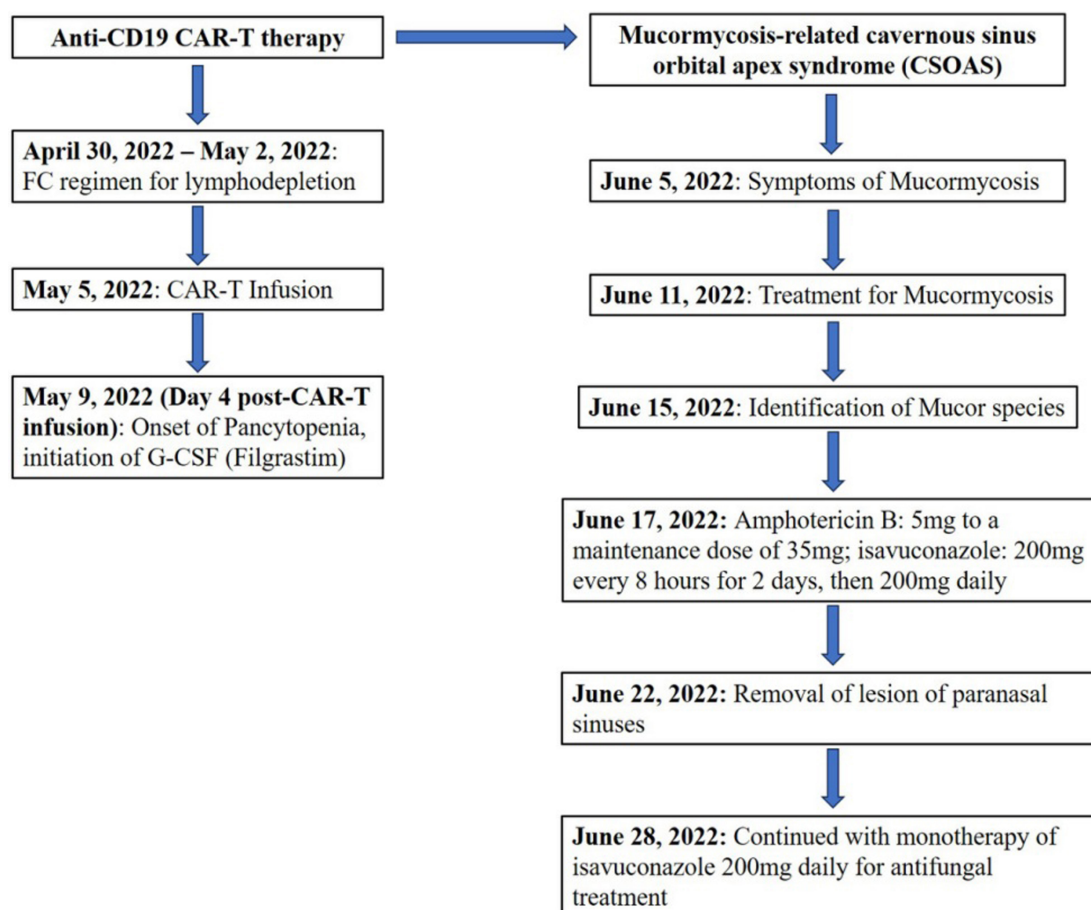 Anti-CD19 CAR-T therapy
April 30, 2022 – May 2, 2022:
FC regimen for lymphodepletion
May 5, 2022: CAR-T Infusion
May 9, 2022 (Day 4 post-CAR-T
infusion): Onset of Pancytopenia,
initiation of G-CSF (Filgrastim)
Mucormycosis-related cavernous sinus
orbital apex syndrome (CSOAS)
June 5, 2022: Symptoms of Mucormycosis
June 11, 2022: Treatment for Mucormycosis
June 15, 2022: Identification of Mucor species
June 17, 2022: Amphotericin B: 5mg to a
maintenance dose of 35mg; isavuconazole: 200mg
every 8 hours for 2 days, then 200mg daily
June 22, 2022: Removal of lesion of paranasal
sinuses
June 28, 2022: Continued with monotherapy of
isavuconazole 200mg daily for antifungal
treatment